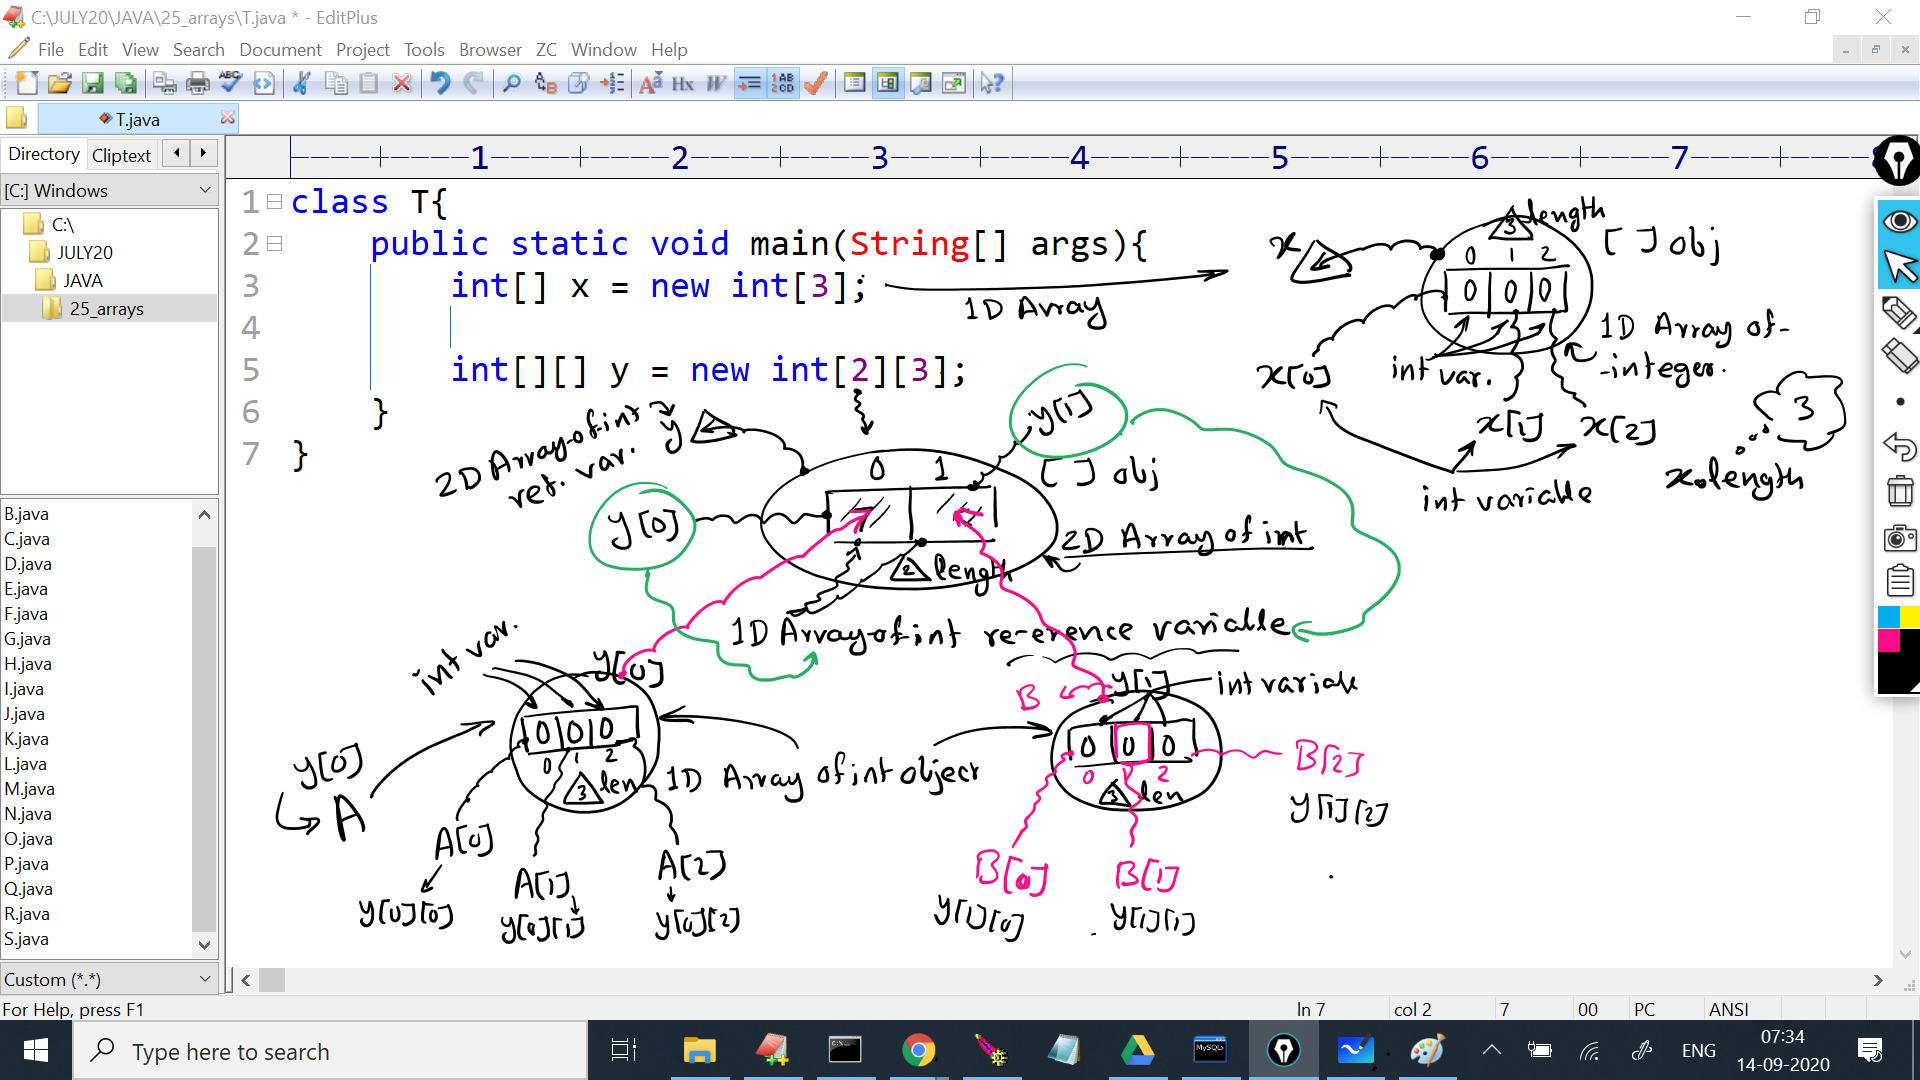 C:\JULY20\JAVA\25_arrays\T.java * - EditPlus
File Edit View Search Document Project Tools Browser ZC Window Help
T.java
Directory Cliptext
[C:] Windows
C:\
JULY20
JAVA
25_arrays
B.java
C.java
D.java
E.java
F.java
G.java
H.java
I.java
J.java
K.java
L.java
M.java
N.java
O.java
P.java
Q.java
R.java
S.java
Custom (*.*)
1 2 3 4 5 6 7
1 class T{
2 public static void main(String[] args){
3 int[] x = new int[3];
4
5 int[][] y = new int[2][3];
6 }
7 }
1D Array
x
3 length
[ ] obj
0 1 2
0 0 0
1D Array of-
-integer.
int var.
x[0]
x[1] x[2]
int variable
3
x.length
2D Array-of-int
ref. var.
y
y[1]
0 1
[ ] obj
y[0]
2D Array of int
2 length
1D Array-of-int re-erence variable
int var.
y[0]
0 0 0
0 1 2
3 len
y[0]
A
1D Array of int object
A[0]
A[1]
A[2]
y[0][0]
y[0][1]
y[0][2]
B
y[1]
int variable
0 0 0
0 1 2
3 len
B[2]
y[1][2]
B[0]
B[1]
y[1][0]
y[1][1]
For Help, press F1
ln 7 col 2 7 00 PC ANSI
Type here to search
MySQL
ENG
07:34
14-09-2020